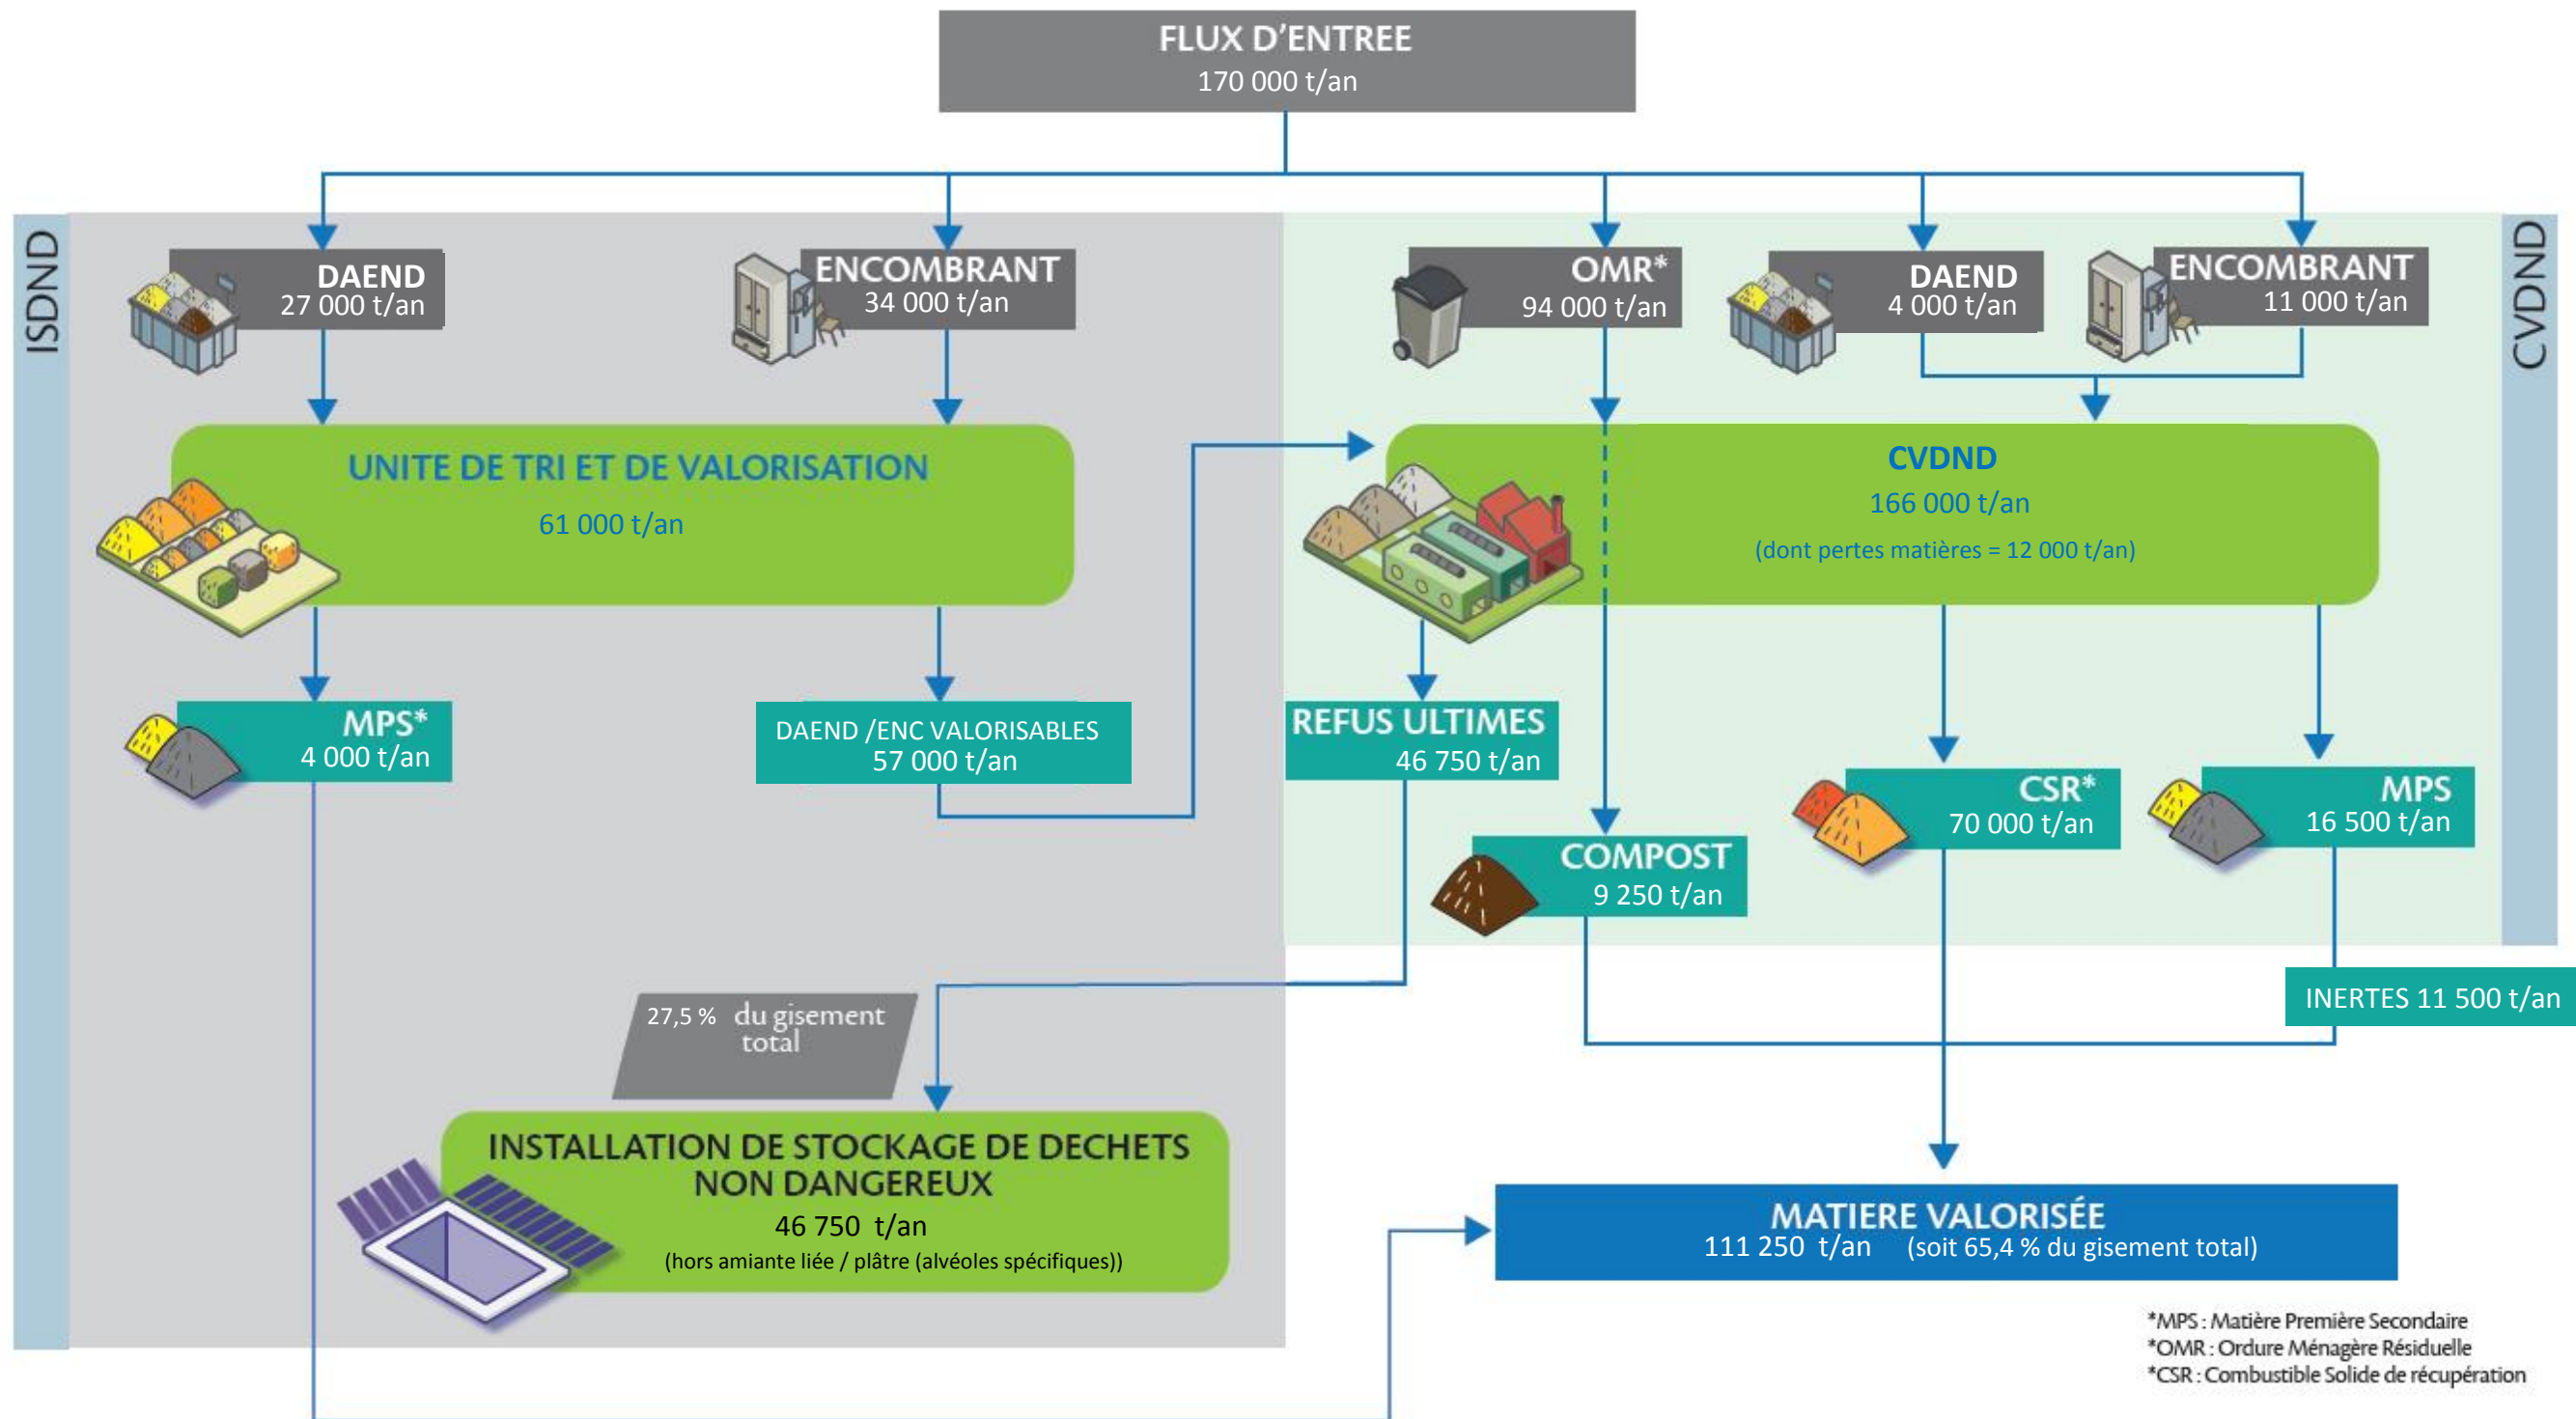 FLUX D'ENTREE
170 000 t/an
ISDND
CVDND
DAEND
27 000 t/an
ENCOMBRANT
34 000 t/an
OMR*
94 000 t/an
DAEND
4 000 t/an
ENCOMBRANT
11 000 t/an
UNITE DE TRI ET DE VALORISATION
61 000 t/an
CVDND
166 000 t/an
(dont pertes matières = 12 000 t/an)
MPS*
4 000 t/an
DAEND /ENC VALORISABLES
57 000 t/an
REFUS ULTIMES
46 750 t/an
COMPOST
9 250 t/an
CSR*
70 000 t/an
MPS
16 500 t/an
INERTES 11 500 t/an
27,5 % du gisement
total
INSTALLATION DE STOCKAGE DE DECHETS
NON DANGEREUX
46 750 t/an
(hors amiante liée / plâtre (alvéoles spécifiques))
MATIERE VALORISÉE
111 250 t/an (soit 65,4 % du gisement total)
*MPS : Matière Première Secondaire
*OMR : Ordure Ménagère Résiduelle
*CSR : Combustible Solide de récupération